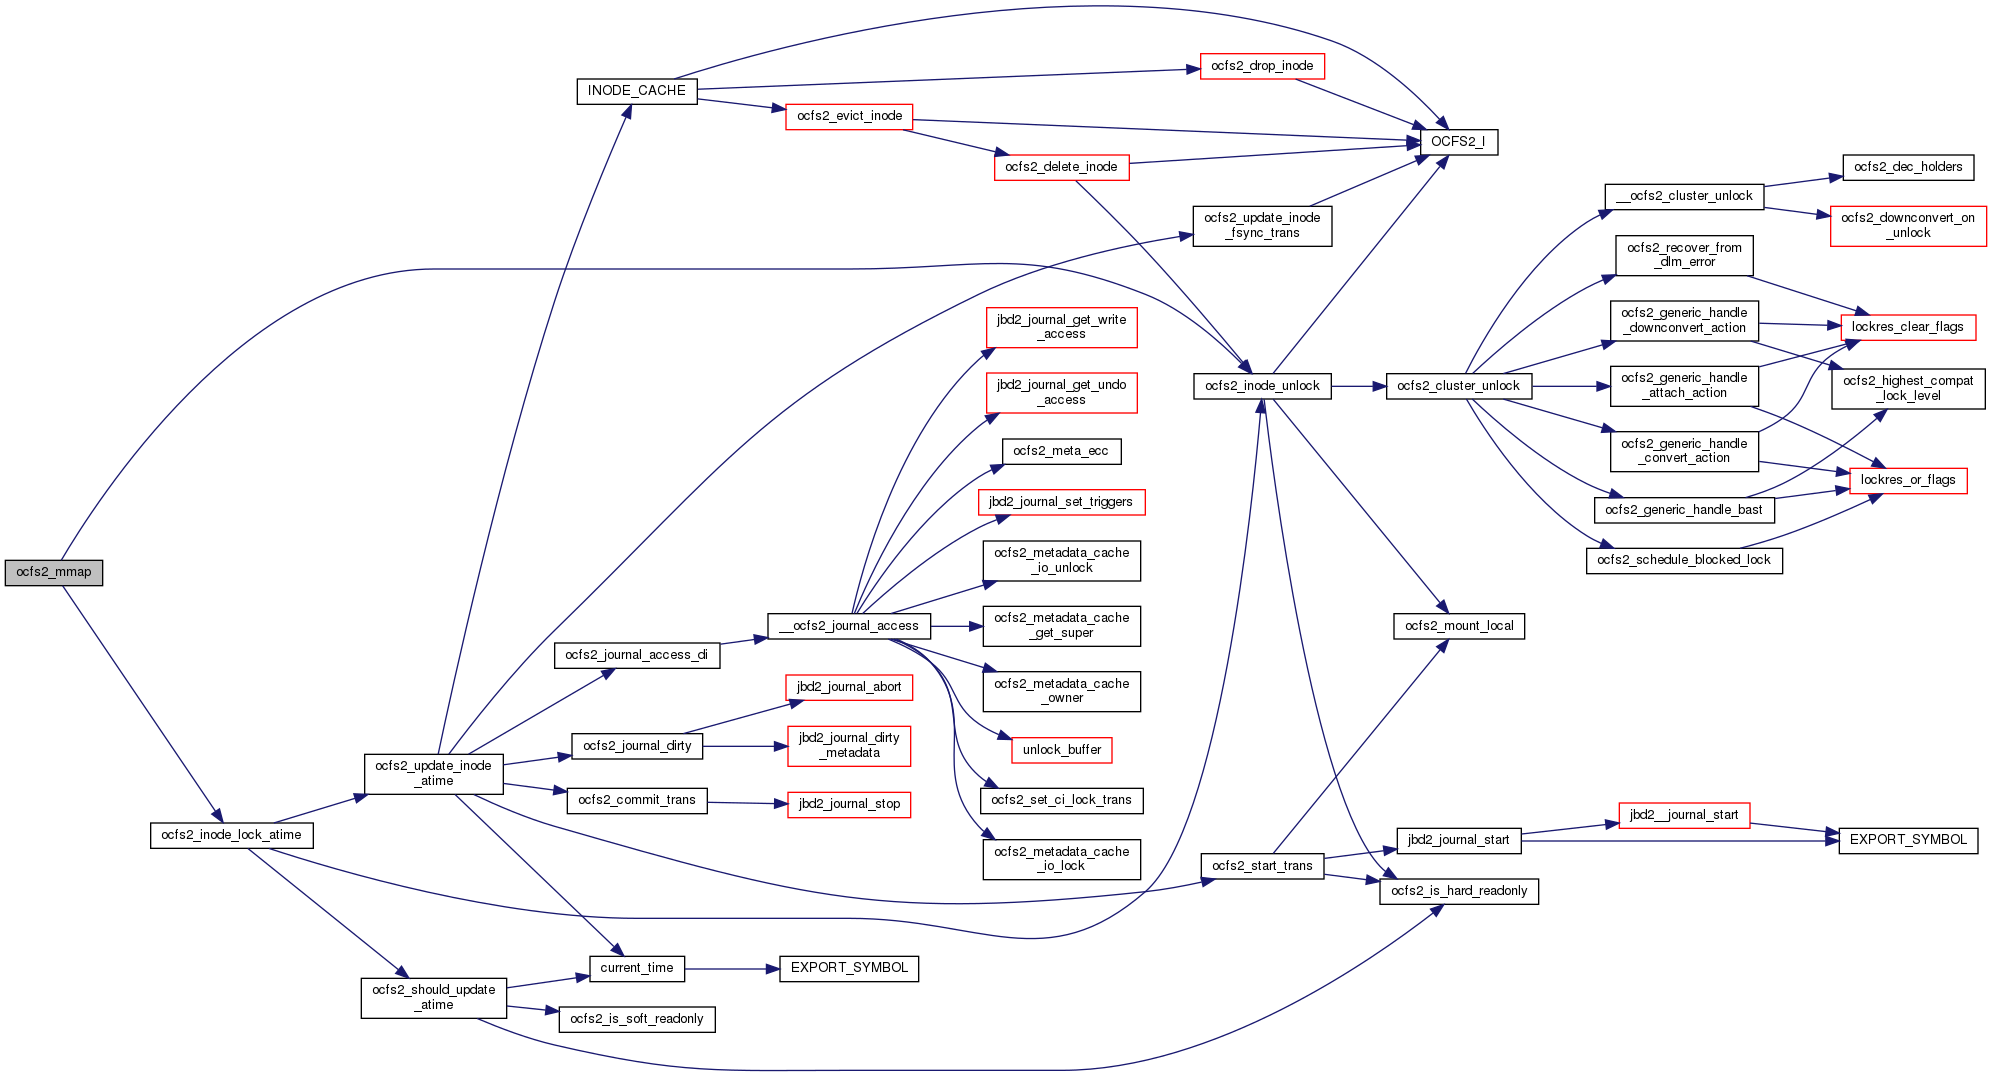 ocfs2_mmap
ocfs2_inode_lock_atime
ocfs2_update_inode
_atime
ocfs2_should_update
_atime
INODE_CACHE
ocfs2_journal_access_di
ocfs2_journal_dirty
ocfs2_commit_trans
current_time
ocfs2_is_soft_readonly
ocfs2_evict_inode
__ocfs2_journal_access
jbd2_journal_abort
jbd2_journal_dirty
_metadata
jbd2_journal_stop
EXPORT_SYMBOL
ocfs2_delete_inode
jbd2_journal_get_write
_access
jbd2_journal_get_undo
_access
ocfs2_meta_ecc
jbd2_journal_set_triggers
ocfs2_metadata_cache
_io_unlock
ocfs2_metadata_cache
_get_super
ocfs2_metadata_cache
_owner
unlock_buffer
ocfs2_set_ci_lock_trans
ocfs2_metadata_cache
_io_lock
ocfs2_drop_inode
ocfs2_update_inode
_fsync_trans
ocfs2_inode_unlock
ocfs2_start_trans
OCFS2_I
ocfs2_cluster_unlock
ocfs2_mount_local
jbd2_journal_start
ocfs2_is_hard_readonly
__ocfs2_cluster_unlock
ocfs2_recover_from
_dlm_error
ocfs2_generic_handle
_downconvert_action
ocfs2_generic_handle
_attach_action
ocfs2_generic_handle
_convert_action
ocfs2_generic_handle_bast
ocfs2_schedule_blocked_lock
jbd2__journal_start
ocfs2_dec_holders
ocfs2_downconvert_on
_unlock
lockres_clear_flags
ocfs2_highest_compat
_lock_level
lockres_or_flags
EXPORT_SYMBOL